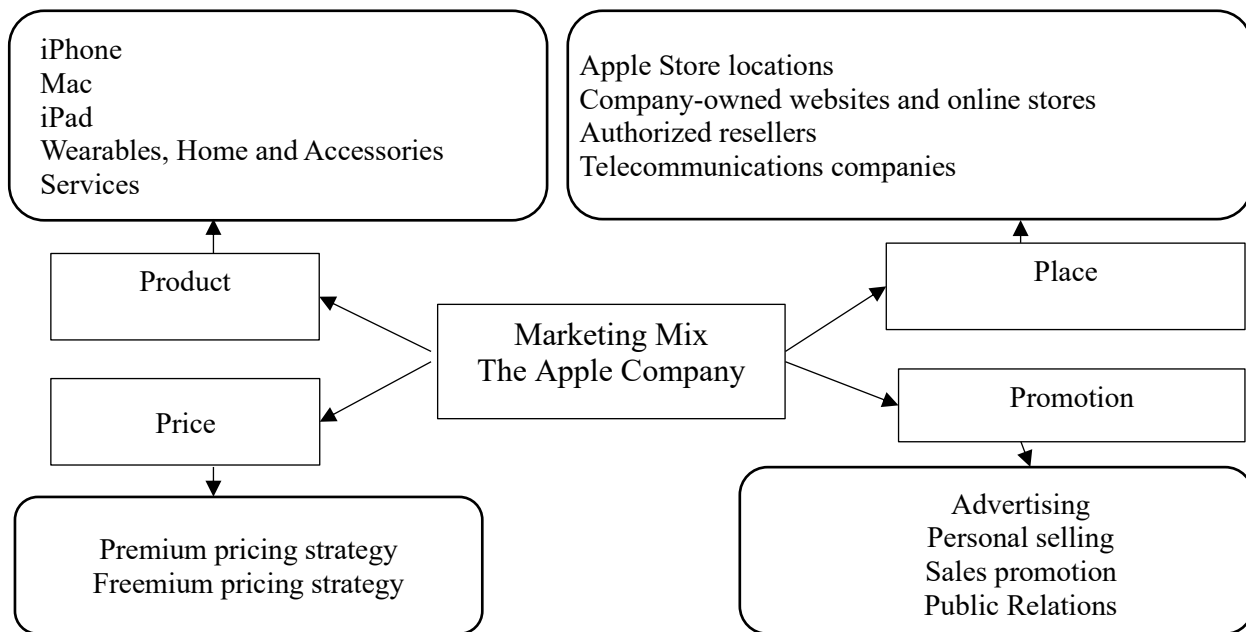 iPhone
Mac
iPad
Wearables, Home and Accessories
Services
Apple Store locations
Company-owned websites and online stores
Authorized resellers
Telecommunications companies
Product
Place
Marketing Mix
The Apple Company
Price
Promotion
Premium pricing strategy
Freemium pricing strategy
Advertising
Personal selling
Sales promotion
Public Relations